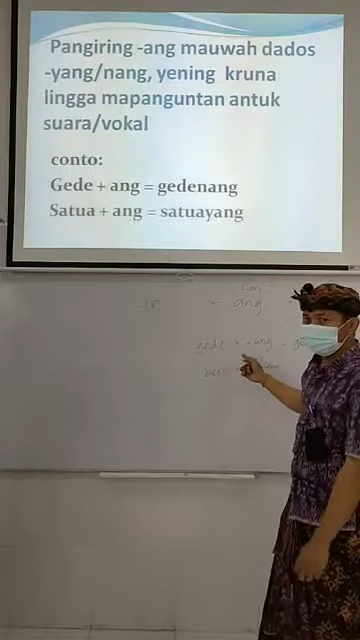 Pangiring -ang mauwah dados
-yang/nang, yening kruna
lingga mapanguntan antuk
suara/vokal
conto:
Gede + ang = gedenang
Satua + ang = satuayang
- in - ang
gede + - ang =